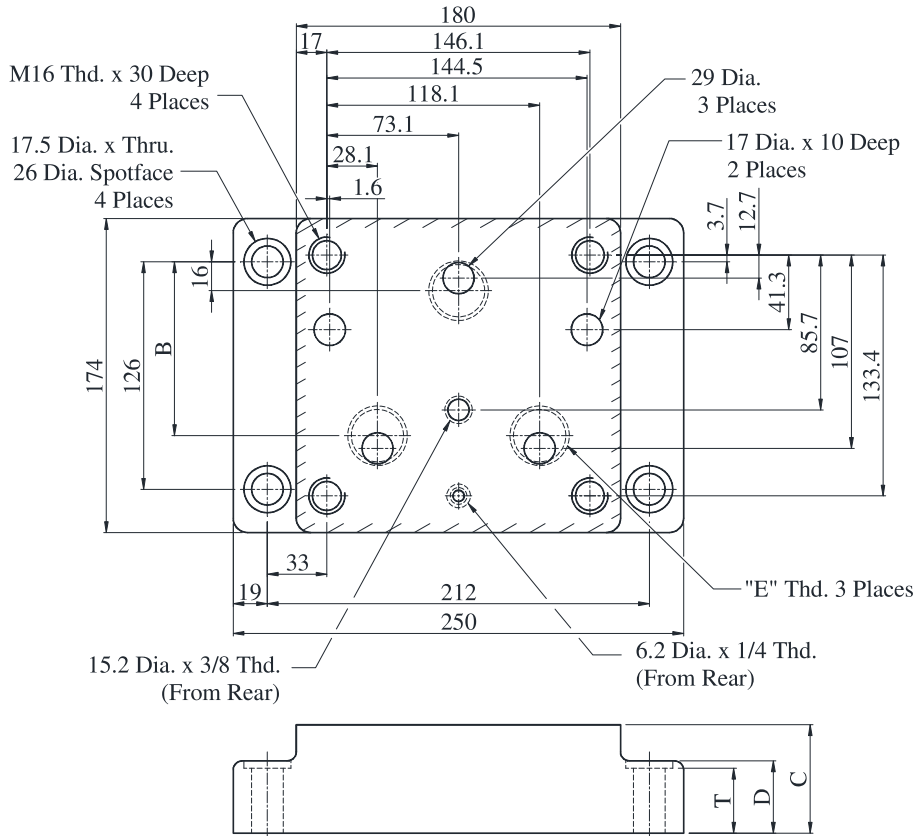 180
17
146.1
M16 Thd. x 30 Deep
4 Places
144.5
29 Dia.
3 Places
118.1
17.5 Dia. x Thru.
26 Dia. Spotface
4 Places
73.1
17 Dia. x 10 Deep
2 Places
28.1
1.6
3.7
12.7
16
41.3
85.7
107
133.4
174
126
B
33
19
212
"E" Thd. 3 Places
250
15.2 Dia. x 3/8 Thd.
(From Rear)
6.2 Dia. x 1/4 Thd.
(From Rear)
T
D
C